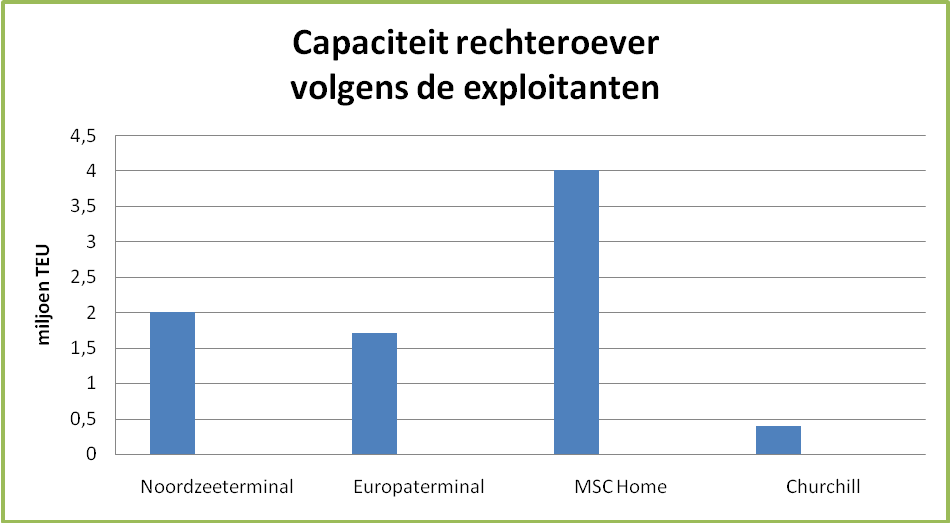 Capaciteit rechteroever
volgens de exploitanten
miljoen TEU
4,5
4
3,5
3
2,5
2
1,5
1
0,5
0
Noordzeeterminal
Europaterminal
MSC Home
Churchill